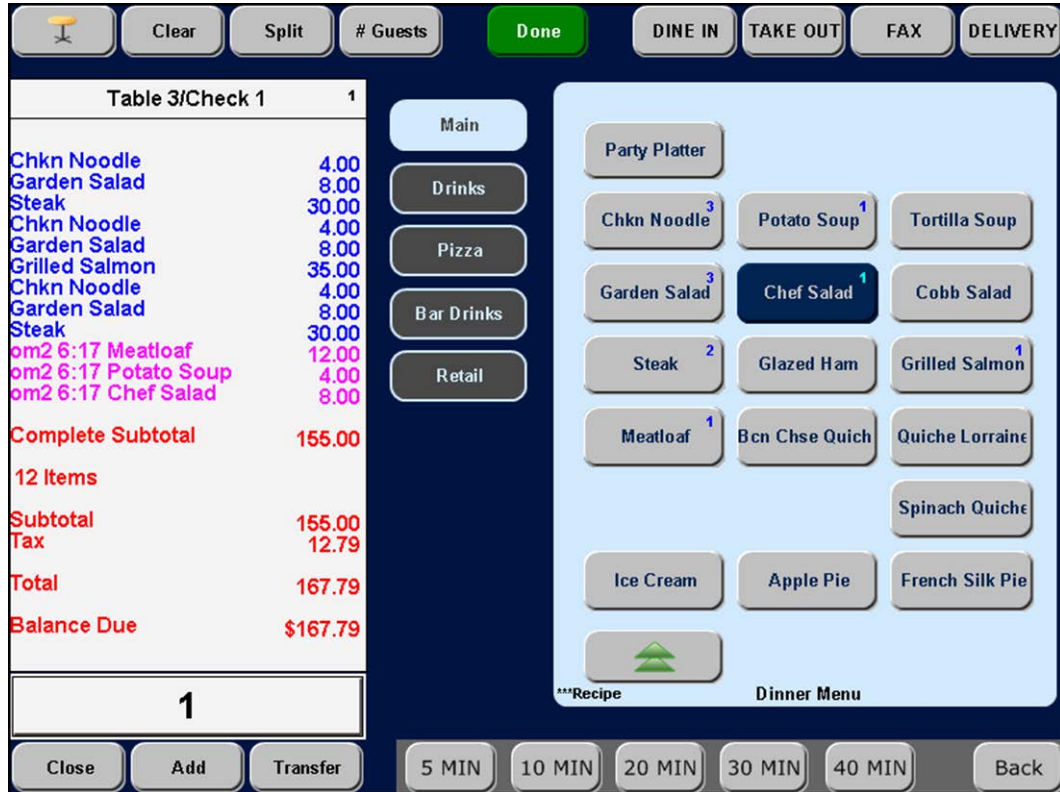 Clear Split # Guests Done DINE IN TAKE OUT FAX DELIVERY
Table 3/Check 1 1
Chkn Noodle 4.00
Garden Salad 8.00
Steak 30.00
Chkn Noodle 4.00
Garden Salad 8.00
Grilled Salmon 35.00
Chkn Noodle 4.00
Garden Salad 8.00
Steak 30.00
om2 6:17 Meatloaf 12.00
om2 6:17 Potato Soup 4.00
om2 6:17 Chef Salad 8.00
Complete Subtotal 155.00
12 Items
Subtotal 155.00
Tax 12.79
Total 167.79
Balance Due $167.79
1
Close Add Transfer
Main
Drinks
Pizza
Bar Drinks
Retail
Party Platter
Chkn Noodle 3 Potato Soup 1 Tortilla Soup
Garden Salad 3 Chef Salad 1 Cobb Salad
Steak 2 Glazed Ham Grilled Salmon 1
Meatloaf 1 Bcn Chse Quich Quiche Lorraine
Spinach Quiche
Ice Cream Apple Pie French Silk Pie
***Recipe Dinner Menu
5 MIN 10 MIN 20 MIN 30 MIN 40 MIN Back